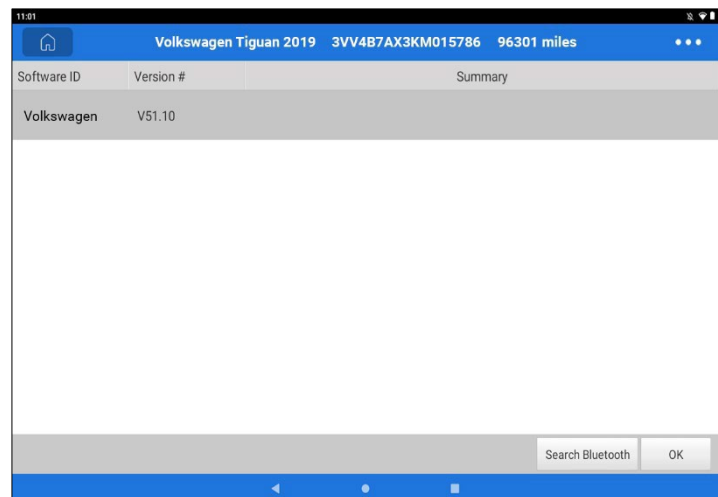 11:01
Volkswagen Tiguan 2019 3VV4B7AX3KM015786 96301 miles
Software ID Version # Summary
Volkswagen V51.10
Search Bluetooth OK